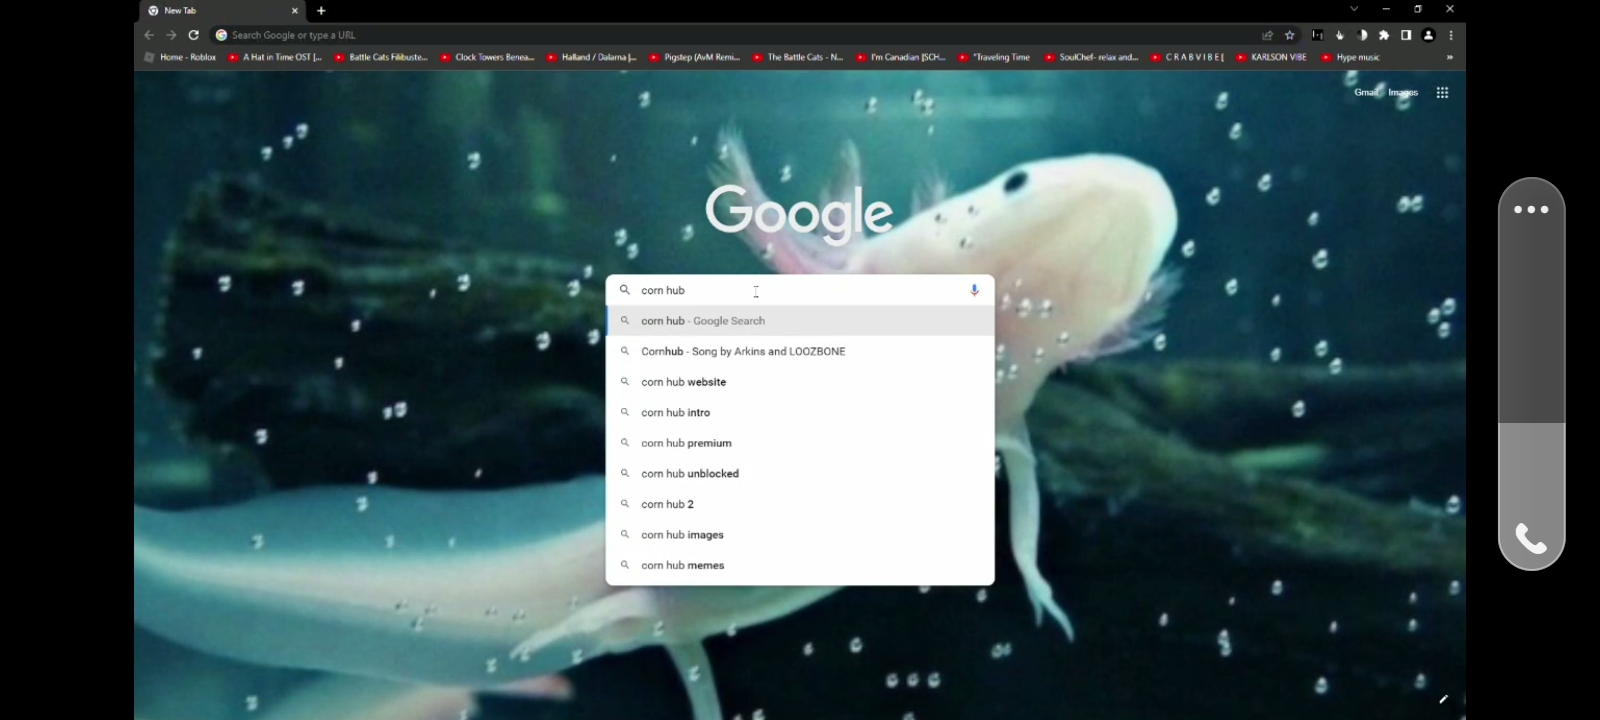 New Tab
Search Google or type a URL
Home - Roblox
A Hat in Time OST [...
Battle Cats Filibuste...
Clock Towers Benea...
Halland / Dalarna [...
Pigstep (AvM Remi...
The Battle Cats - N...
I'm Canadian [SCH...
"Traveling Time
SoulChef- relax and...
C R A B V I B E [
KARLSON VIBE
Hype music
Gmail Images
Google
corn hub
corn hub - Google Search
Cornhub - Song by Arkins and LOOZBONE
corn hub website
corn hub intro
corn hub premium
corn hub unblocked
corn hub 2
corn hub images
corn hub memes